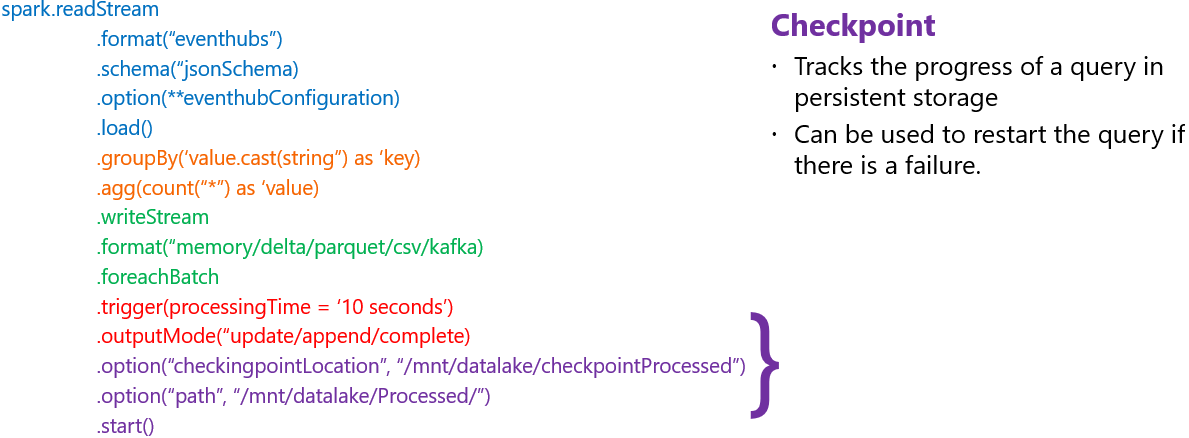 spark.readStream
.format(“eventhubs”)
.schema(“jsonSchema)
.option(**eventhubConfiguration)
.load()
.groupBy(‘value.cast(string”) as ‘key)
.agg(count(“*”) as ‘value)
.writeStream
.format(“memory/delta/parquet/csv/kafka)
.foreachBatch
.trigger(processingTime = ‘10 seconds’)
.outputMode(“update/append/complete)
.option(“checkingpointLocation”, “/mnt/datalake/checkpointProcessed”)
.option(“path”, “/mnt/datalake/Processed/”)
.start()
}
Checkpoint
· Tracks the progress of a query in
persistent storage
· Can be used to restart the query if
there is a failure.